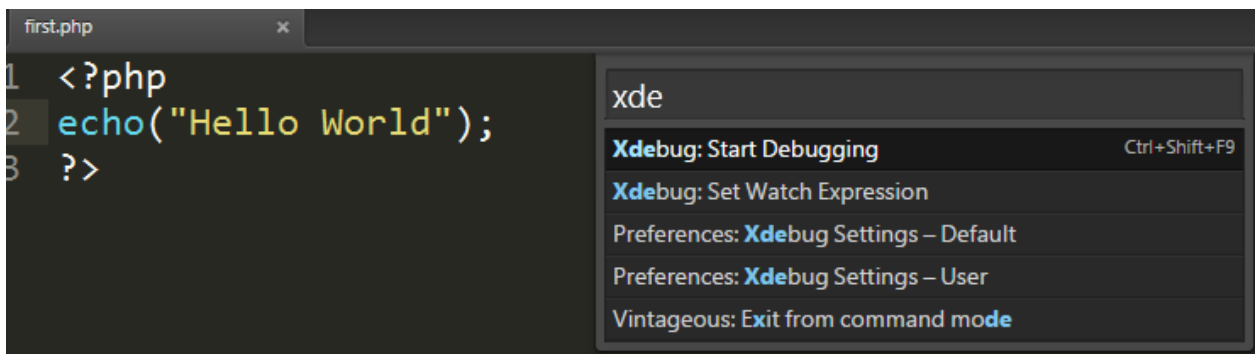 first.php ×
1 <?php
2 echo("Hello World");
3 ?>
xde
Xdebug: Start Debugging Ctrl+Shift+F9
Xdebug: Set Watch Expression
Preferences: Xdebug Settings – Default
Preferences: Xdebug Settings – User
Vintageous: Exit from command mode